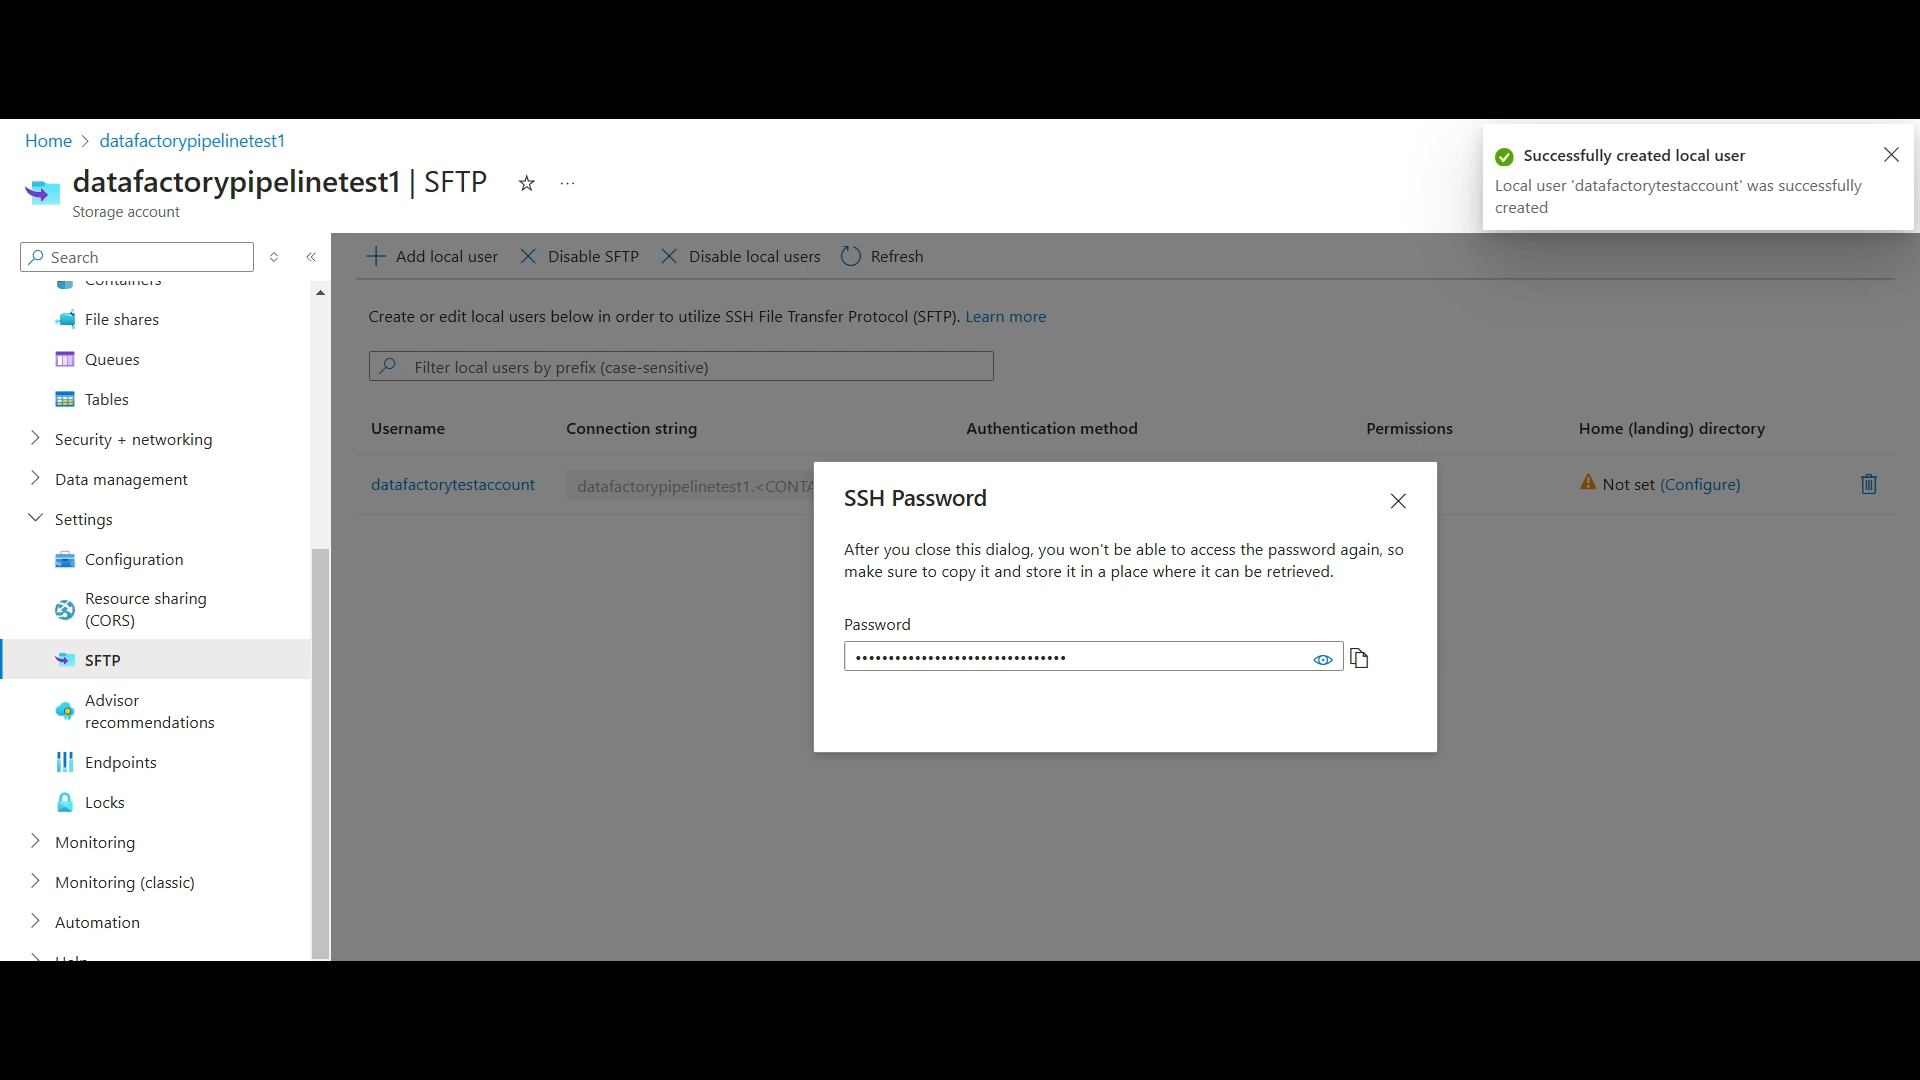 Home > datafactorypipelinetest1
datafactorypipelinetest1 | SFTP
Storage account
Successfully created local user
Local user 'datafactorytestaccount' was successfully
created
Search
Containers
File shares
Queues
Tables
Security + networking
Data management
Settings
Configuration
Resource sharing
(CORS)
SFTP
Advisor
recommendations
Endpoints
Locks
Monitoring
Monitoring (classic)
Automation
Help
Add local user
Disable SFTP
Disable local users
Refresh
Create or edit local users below in order to utilize SSH File Transfer Protocol (SFTP). Learn more
Filter local users by prefix (case-sensitive)
Username
Connection string
Authentication method
Permissions
Home (landing) directory
datafactorytestaccount
datafactorypipelinetest1.<CONTA
Not set (Configure)
SSH Password
After you close this dialog, you won't be able to access the password again, so
make sure to copy it and store it in a place where it can be retrieved.
Password